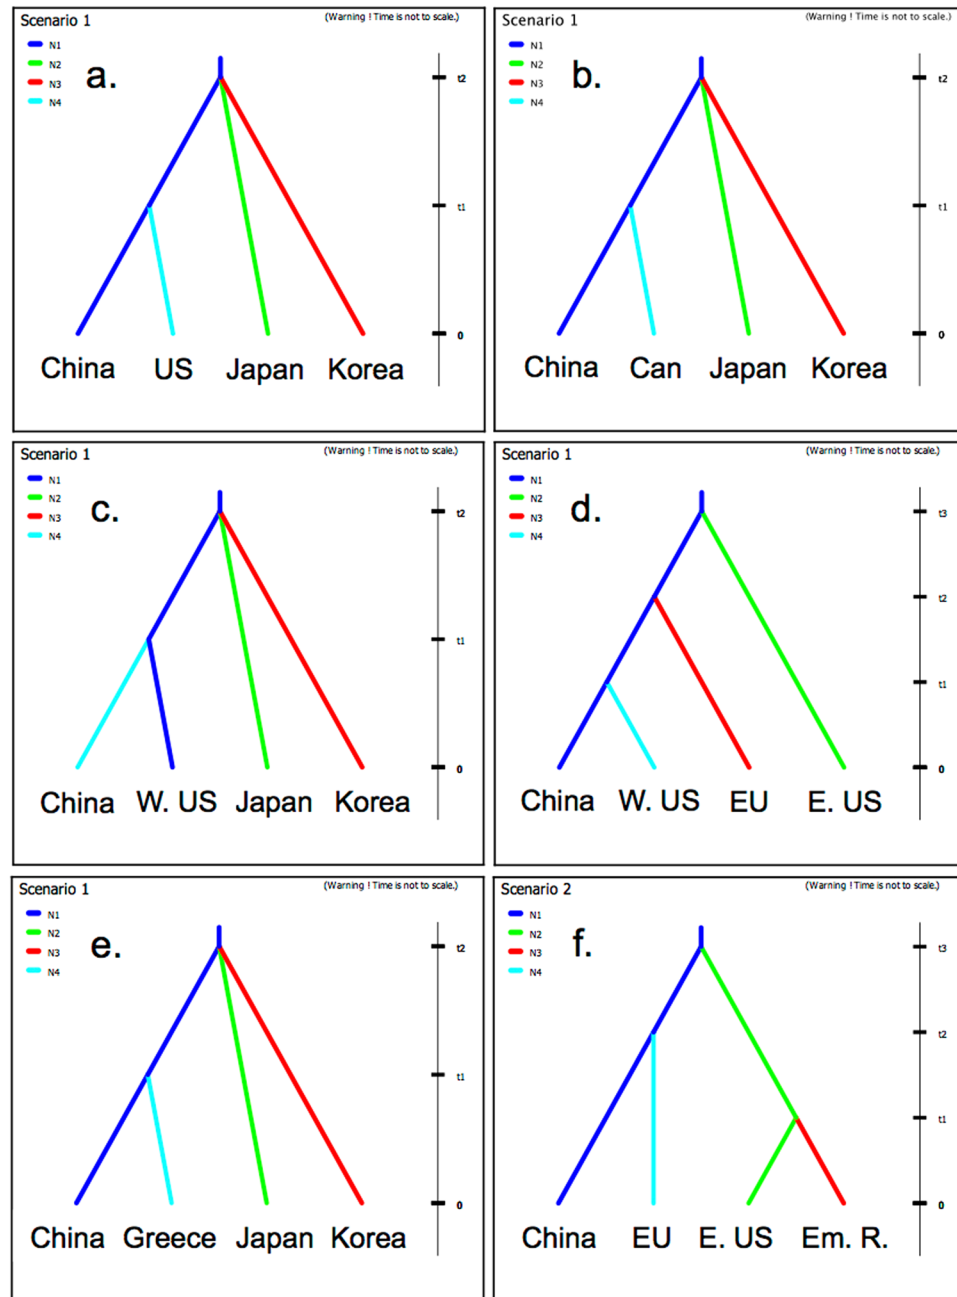 Scenario 1
(Warning ! Time is not to scale.)
N1
N2
N3
N4
a.
t2
t1
0
China US Japan Korea
Scenario 1
(Warning ! Time is not to scale.)
N1
N2
N3
N4
b.
t2
t1
0
China Can Japan Korea
Scenario 1
(Warning ! Time is not to scale.)
N1
N2
N3
N4
c.
t2
t1
0
China W. US Japan Korea
Scenario 1
(Warning ! Time is not to scale.)
N1
N2
N3
N4
d.
t3
t2
t1
0
China W. US EU E. US
Scenario 1
(Warning ! Time is not to scale.)
N1
N2
N3
N4
e.
t2
t1
0
China Greece Japan Korea
Scenario 2
(Warning ! Time is not to scale.)
N1
N2
N3
N4
f.
t3
t2
t1
0
China EU E. US Em. R.